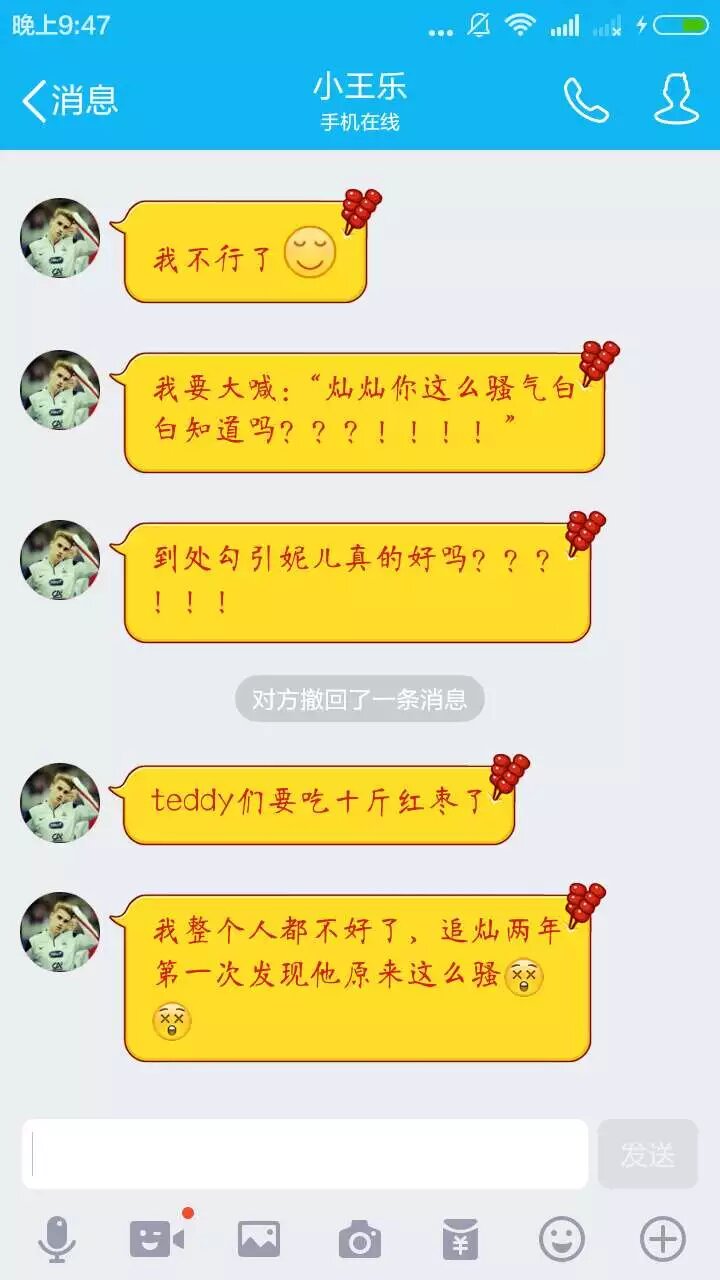 晚上9:47
消息
小王乐
手机在线
我不行了
我要大喊:“灿灿你这么骚气白
白知道吗？？？！！！！”
到处勾引妮儿真的好吗？？？
！！！
对方撤回了一条消息
teddy们要吃十斤红枣了
我整个人都不好了、追灿两年
第一次发现他原来这么骚
发送